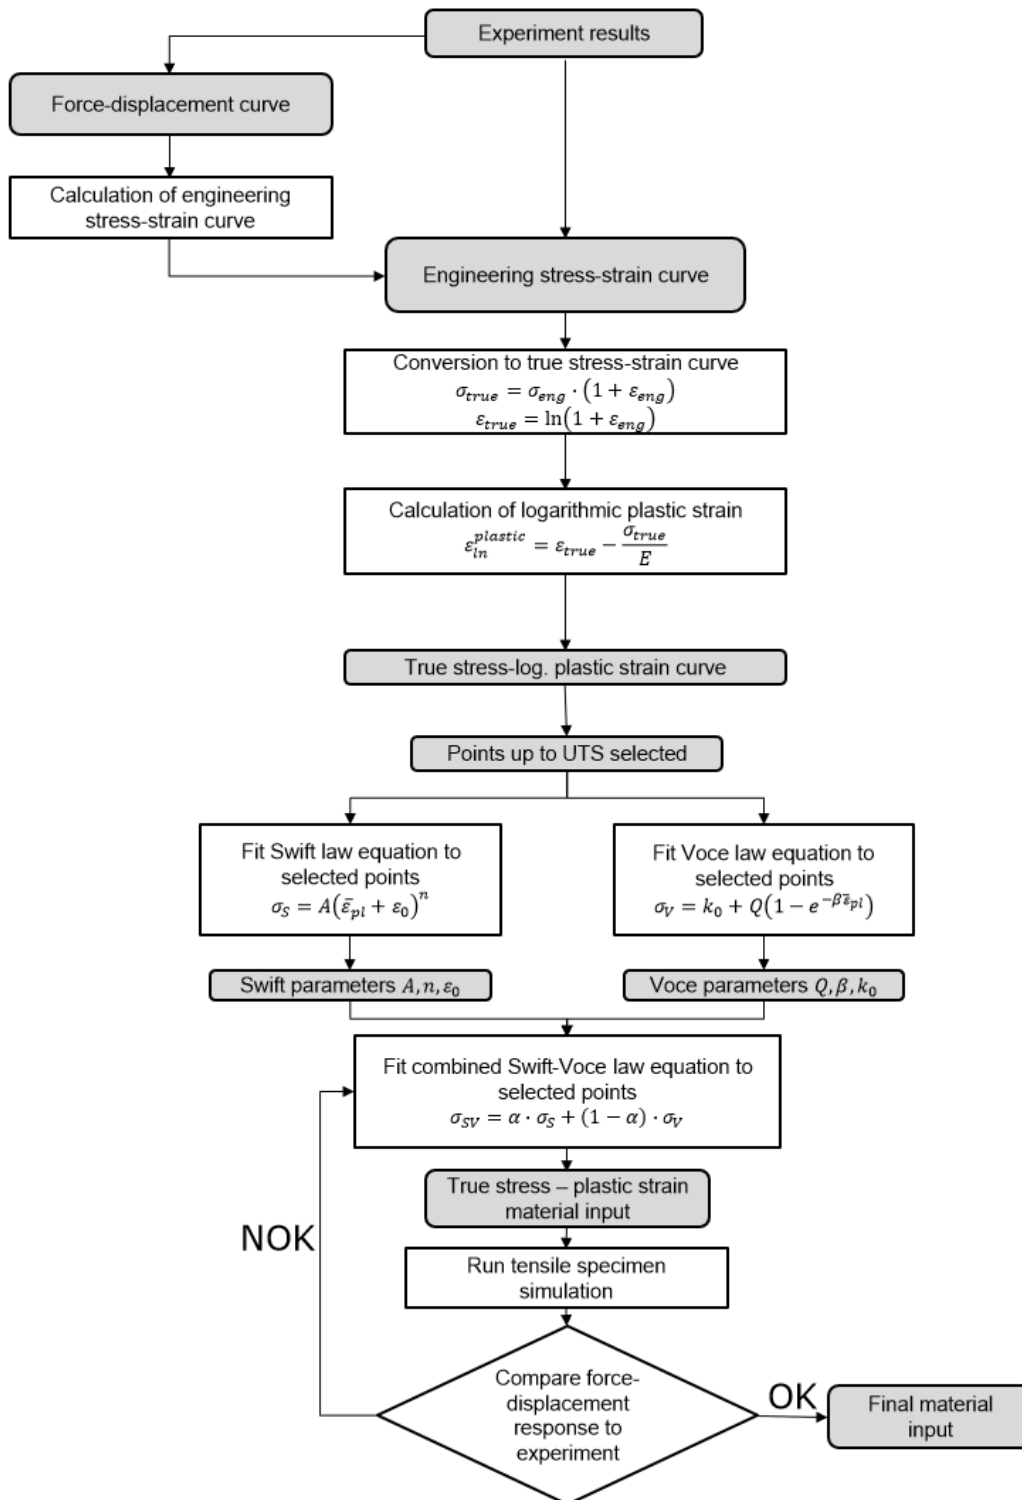 Experiment results
Force-displacement curve
Calculation of engineering
stress-strain curve
Engineering stress-strain curve
Conversion to true stress-strain curve
σ_true = σ_eng · (1 + ε_eng)
ε_true = ln(1 + ε_eng)
Calculation of logarithmic plastic strain
ε_ln^plastic = ε_true − σ_true / E
True stress-log. plastic strain curve
Points up to UTS selected
Fit Swift law equation to
selected points
σ_S = A(ε̄_pl + ε_0)^n
Fit Voce law equation to
selected points
σ_V = k_0 + Q(1 − e^(−βε̄_pl))
Swift parameters A, n, ε_0
Voce parameters Q, β, k_0
Fit combined Swift-Voce law equation to
selected points
σ_SV = α · σ_S + (1 − α) · σ_V
True stress – plastic strain
material input
NOK
Run tensile specimen
simulation
Compare force-
displacement
response to
experiment
OK
Final material
input